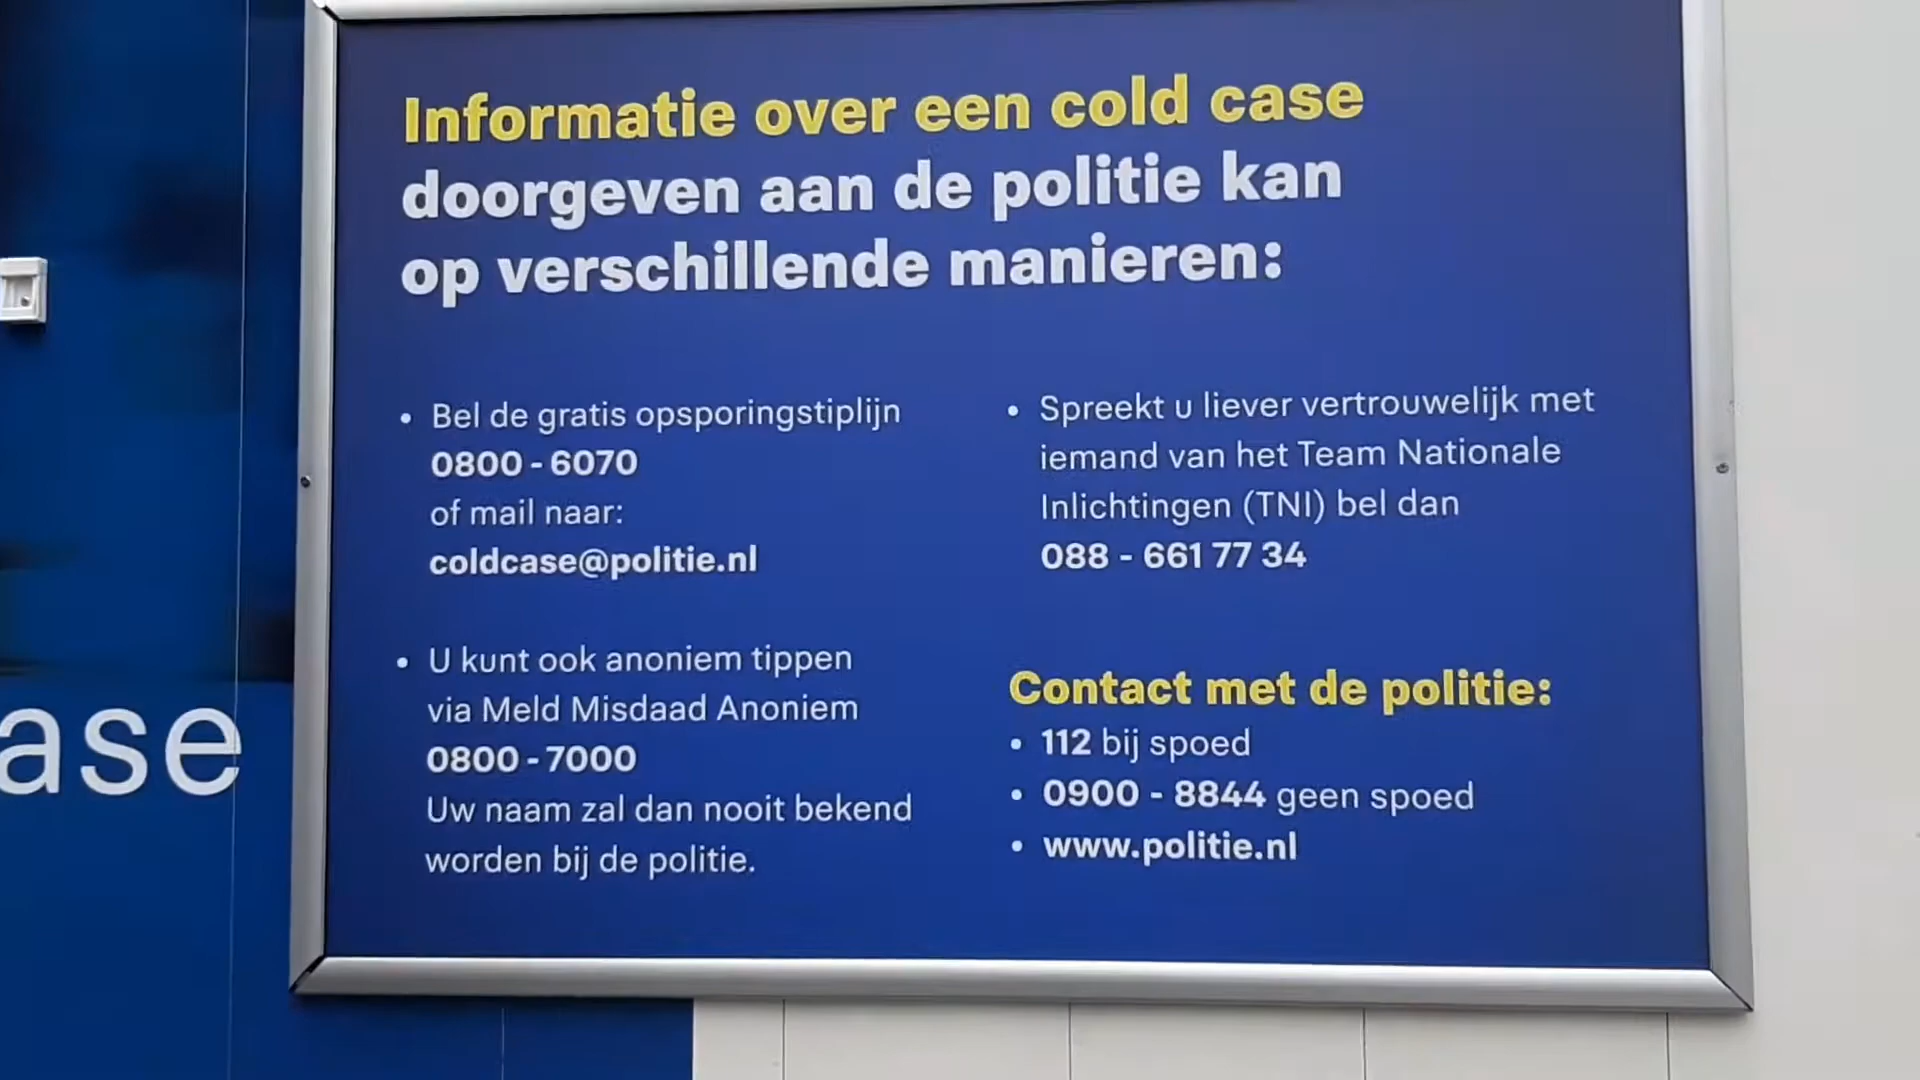 Informatie over een cold case
doorgeven aan de politie kan
op verschillende manieren:
• Bel de gratis opsporingstiplijn
0800 - 6070
of mail naar:
coldcase@politie.nl
• U kunt ook anoniem tippen
via Meld Misdaad Anoniem
0800 - 7000
Uw naam zal dan nooit bekend
worden bij de politie.
• Spreekt u liever vertrouwelijk met
iemand van het Team Nationale
Inlichtingen (TNI) bel dan
088 - 661 77 34
Contact met de politie:
• 112 bij spoed
• 0900 - 8844 geen spoed
• www.politie.nl
ase